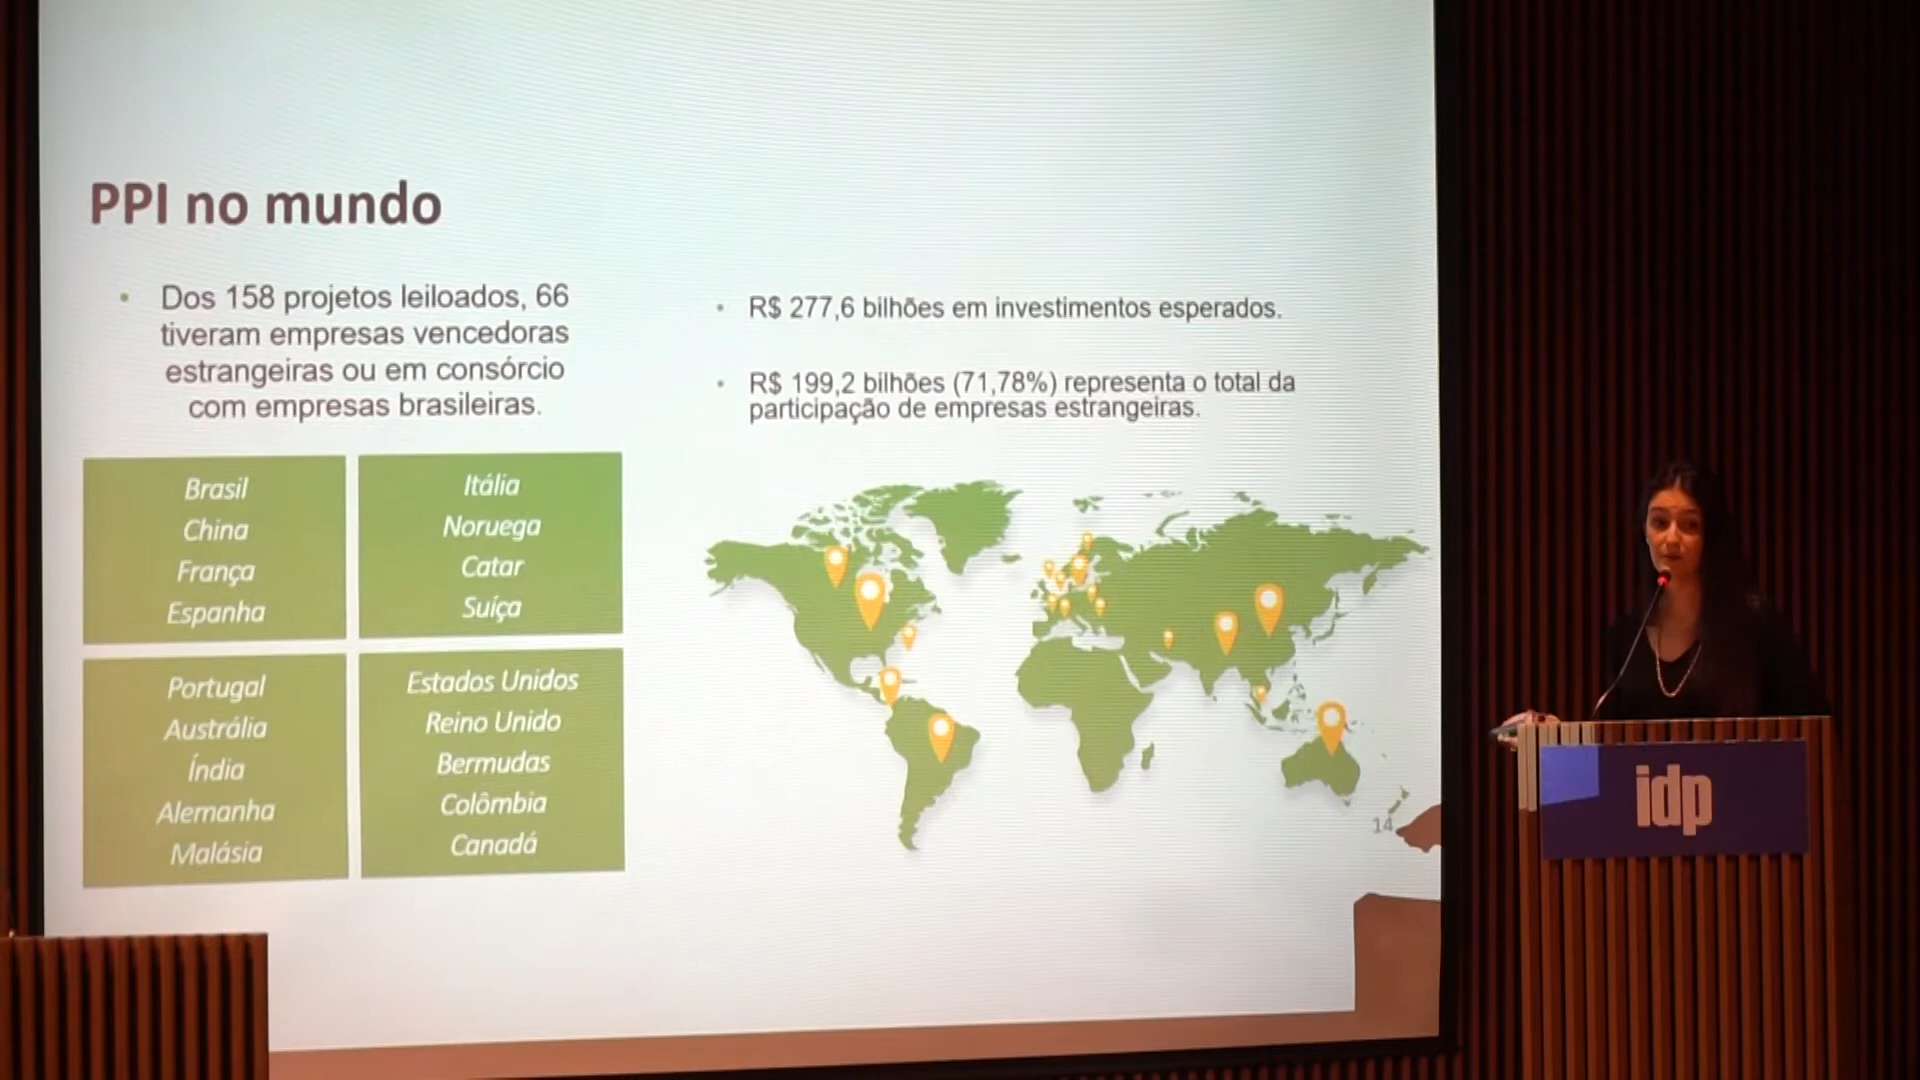 PPI no mundo
• Dos 158 projetos leiloados, 66
tiveram empresas vencedoras
estrangeiras ou em consórcio
com empresas brasileiras.
• R$ 277,6 bilhões em investimentos esperados.
• R$ 199,2 bilhões (71,78%) representa o total da
participação de empresas estrangeiras.
Brasil
China
França
Espanha
Itália
Noruega
Catar
Suíça
Portugal
Austrália
Índia
Alemanha
Malásia
Estados Unidos
Reino Unido
Bermudas
Colômbia
Canadá
14
idp